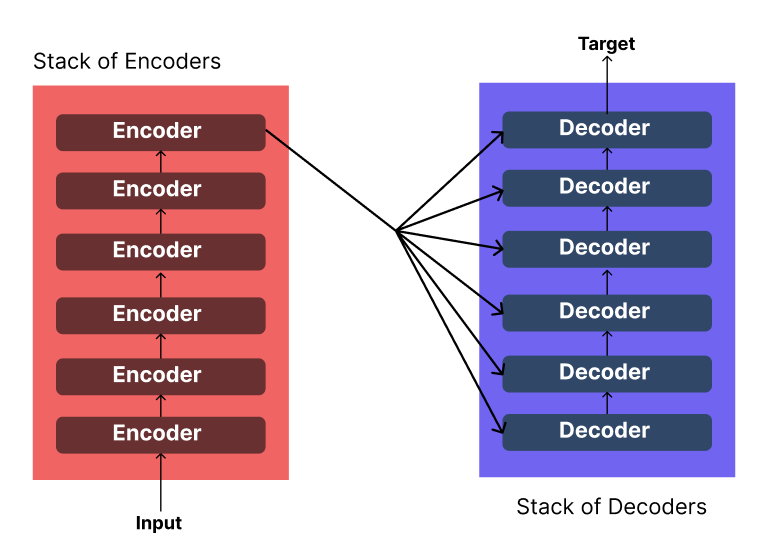 Stack of Encoders
Encoder
Encoder
Encoder
Encoder
Encoder
Encoder
Input
Target
Decoder
Decoder
Decoder
Decoder
Decoder
Decoder
Stack of Decoders